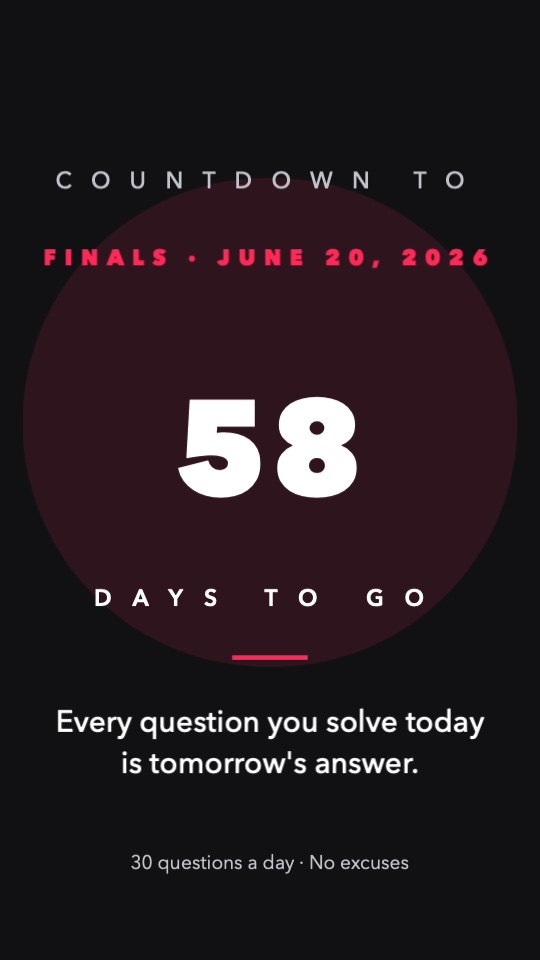 COUNTDOWN TO
FINALS · JUNE 20, 2026
58
DAYS TO GO
Every question you solve today
is tomorrow's answer.
30 questions a day · No excuses